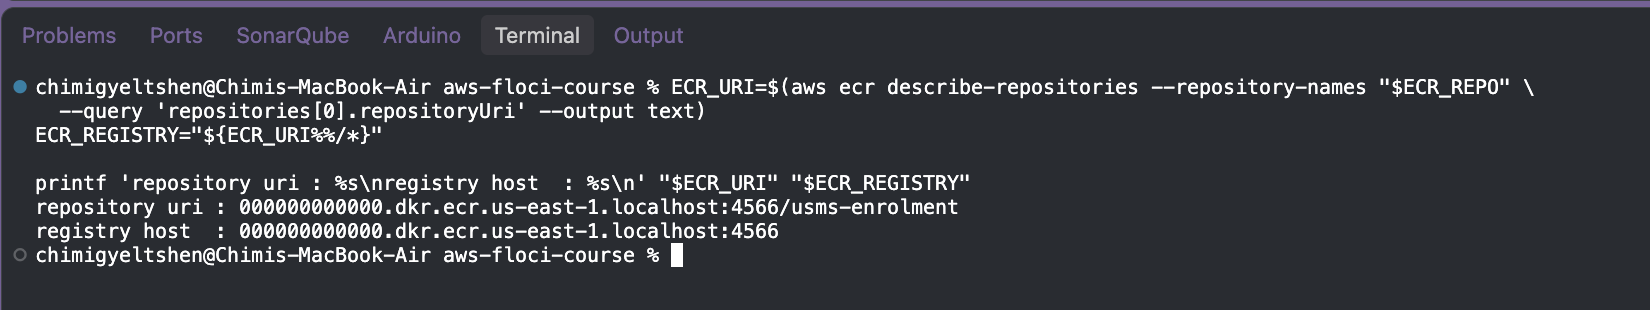 Problems Ports SonarQube Arduino Terminal Output
chimigyeltshen@Chimis-MacBook-Air aws-floci-course % ECR_URI=$(aws ecr describe-repositories --repository-names "$ECR_REPO" \
  --query 'repositories[0].repositoryUri' --output text)
ECR_REGISTRY="${ECR_URI%%/*}"

printf 'repository uri : %s\nregistry host  : %s\n' "$ECR_URI" "$ECR_REGISTRY"
repository uri : 000000000000.dkr.ecr.us-east-1.localhost:4566/usms-enrolment
registry host  : 000000000000.dkr.ecr.us-east-1.localhost:4566
chimigyeltshen@Chimis-MacBook-Air aws-floci-course %